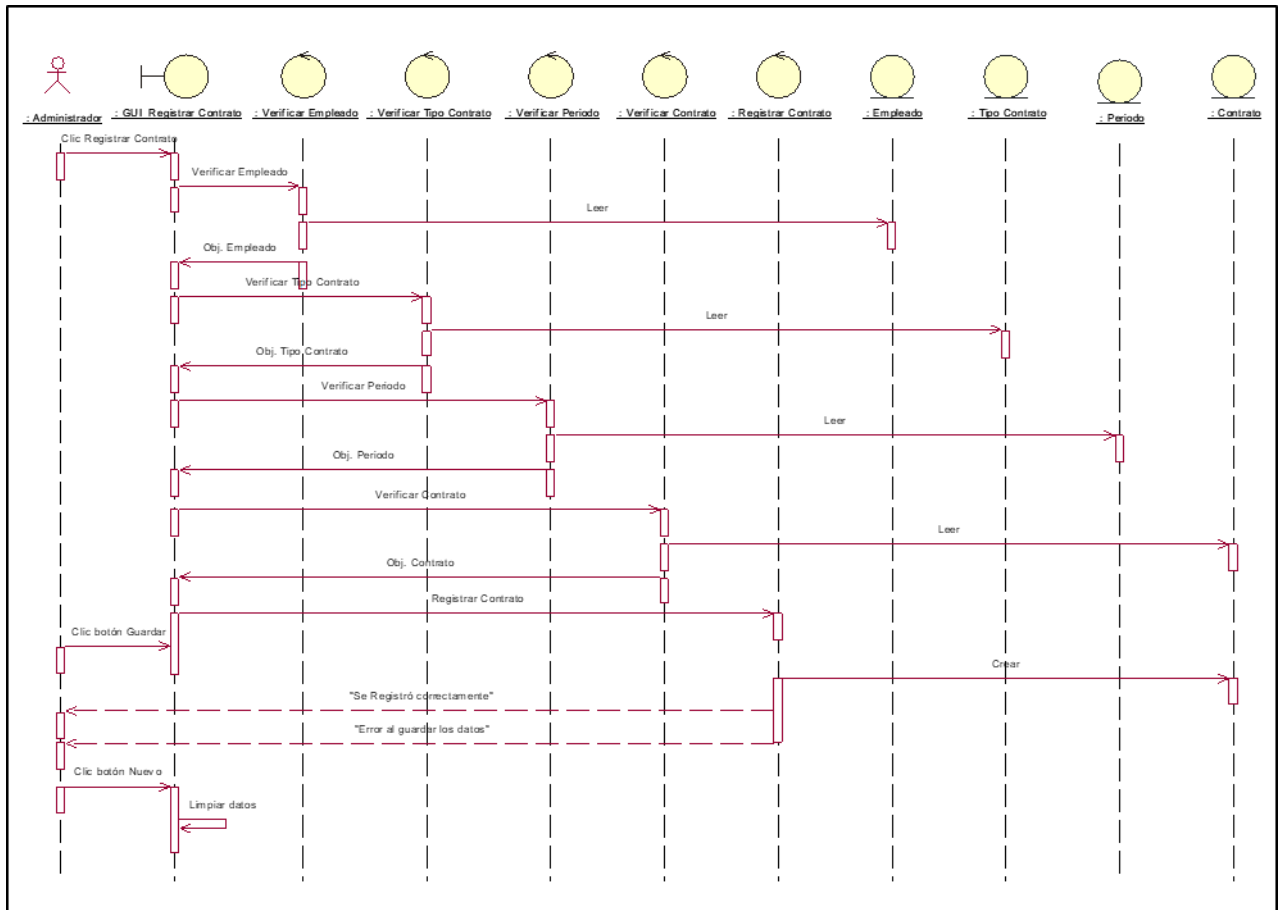 : Administrador
: GUI_Registrar Contrato
: Verificar Empleado
: Verificar Tipo Contrato
: Verificar Periodo
: Verificar Contrato
: Registrar Contrato
: Empleado
: Tipo Contrato
: Periodo
: Contrato
Clic Registrar Contrato
Verificar Empleado
Leer
Obj. Empleado
Verificar Tipo Contrato
Leer
Obj. Tipo Contrato
Verificar Periodo
Leer
Obj. Periodo
Verificar Contrato
Leer
Obj. Contrato
Registrar Contrato
Clic botón Guardar
Crear
"Se Registró correctamente"
"Error al guardar los datos"
Clic botón Nuevo
Limpiar datos